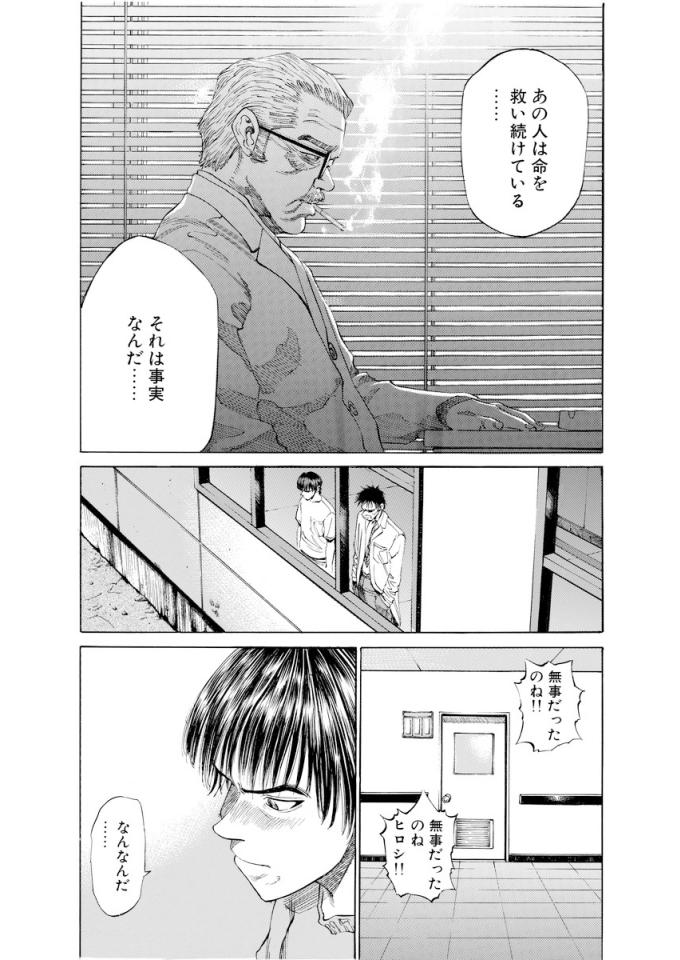 あの人は命を
救い続けている
……
それは事実
なんだ……
無事だった
のね!!
無事だった
のね
ヒロシ!!
なんなんだ
……